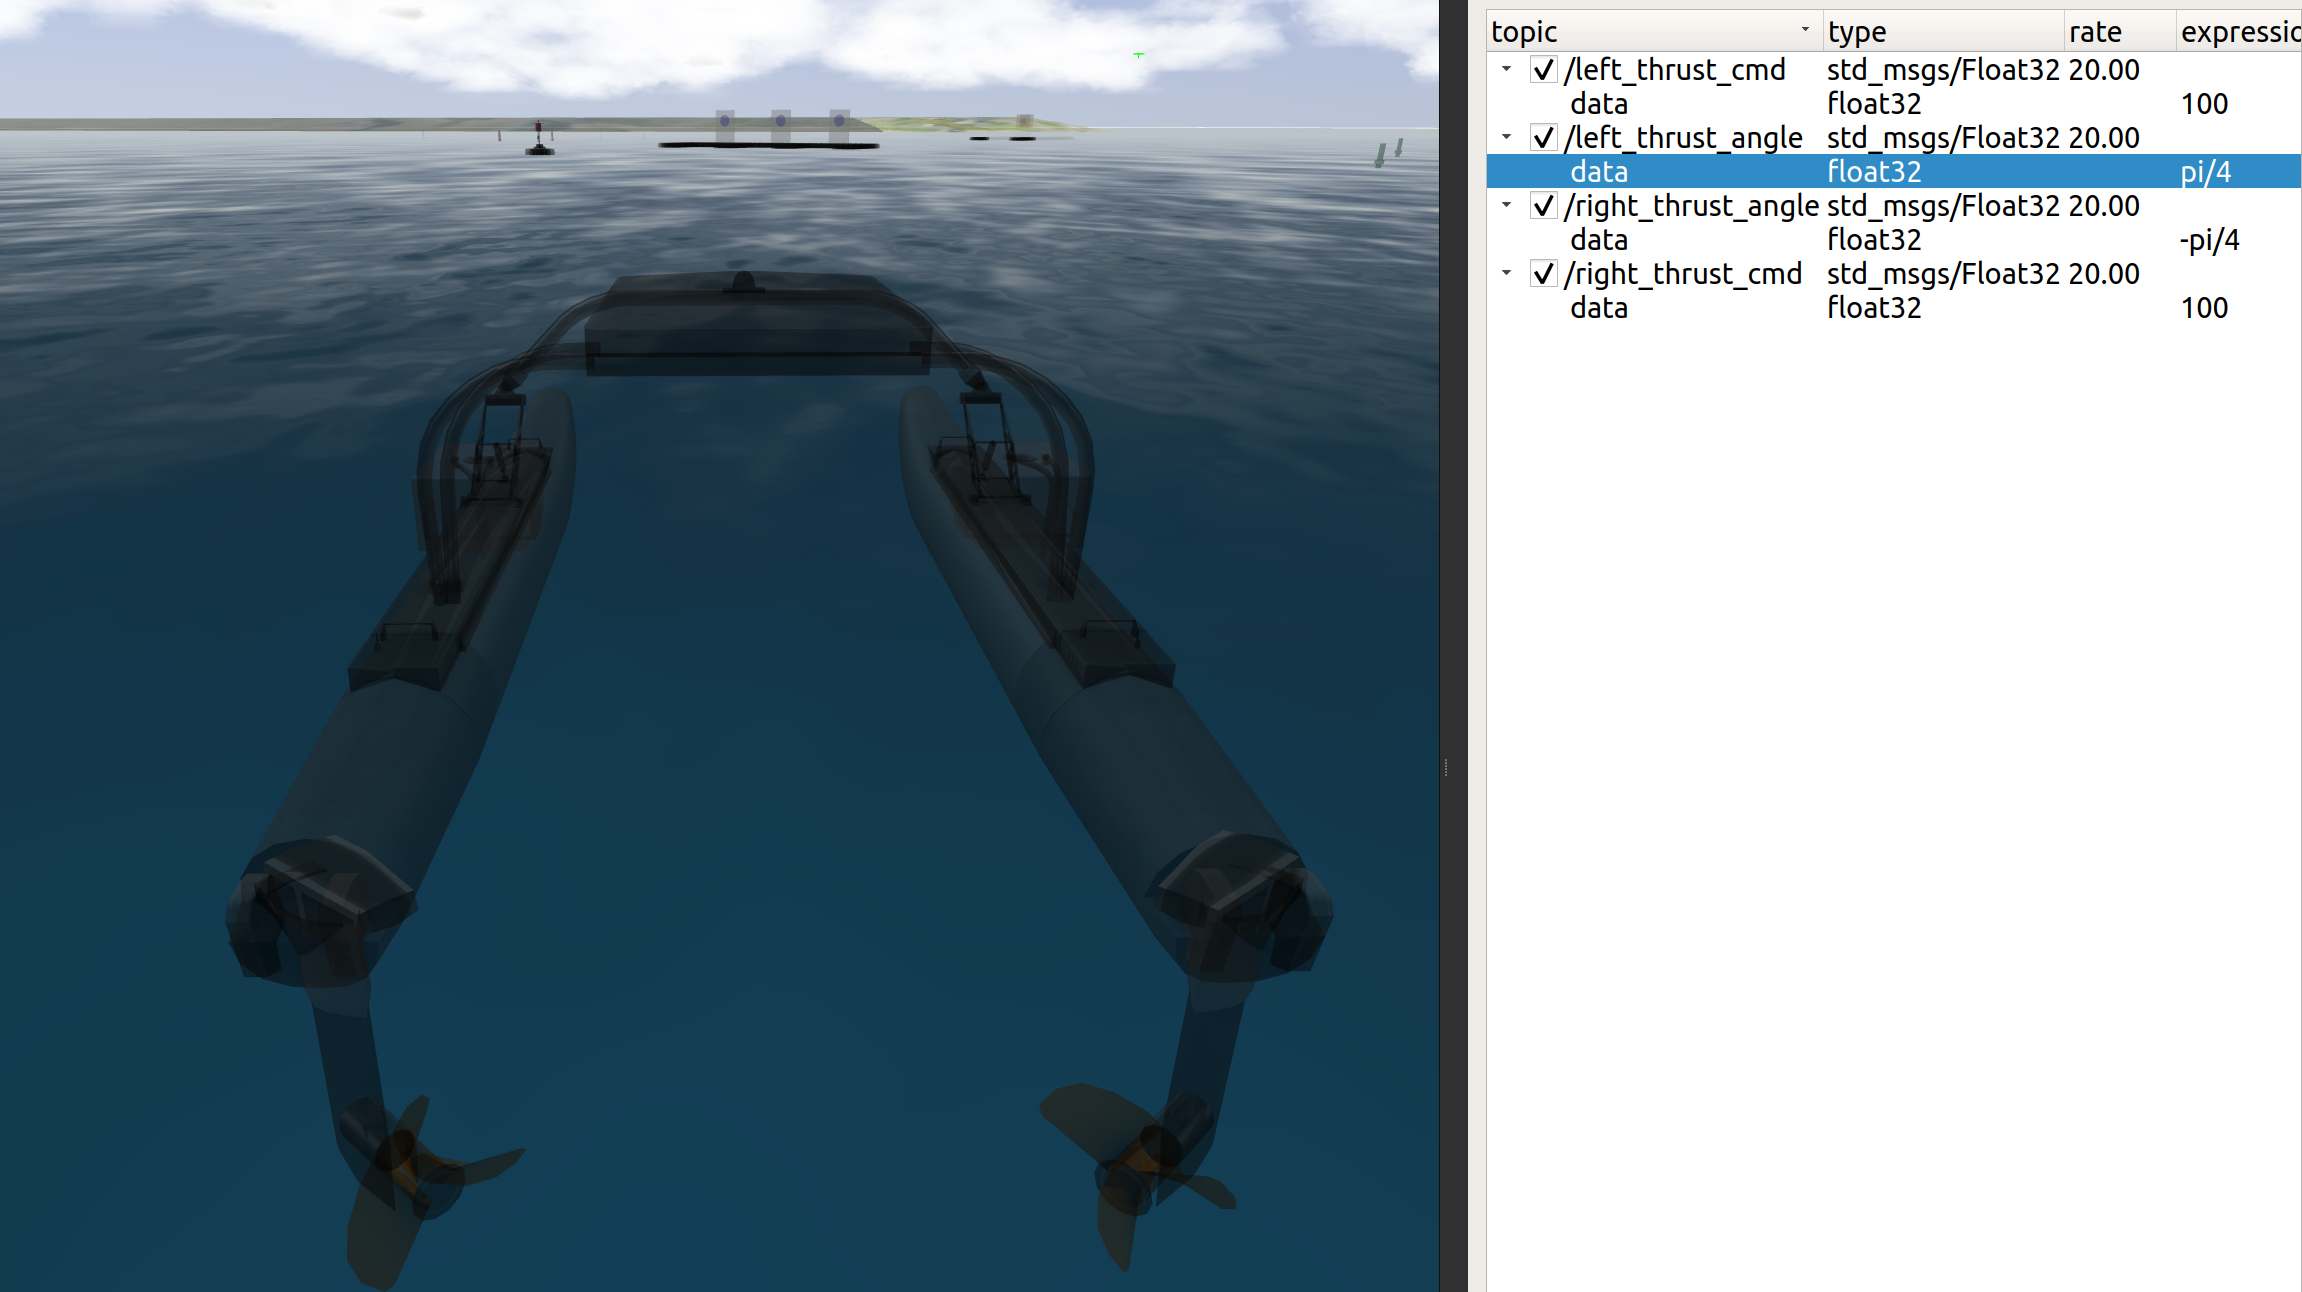 topic type rate expressio
/left_thrust_cmd std_msgs/Float32 20.00
data float32 100
/left_thrust_angle std_msgs/Float32 20.00
data float32 pi/4
/right_thrust_angle std_msgs/Float32 20.00
data float32 -pi/4
/right_thrust_cmd std_msgs/Float32 20.00
data float32 100